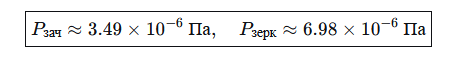 P_зач ≈ 3.49 × 10⁻⁶ Па, P_зерк ≈ 6.98 × 10⁻⁶ Па